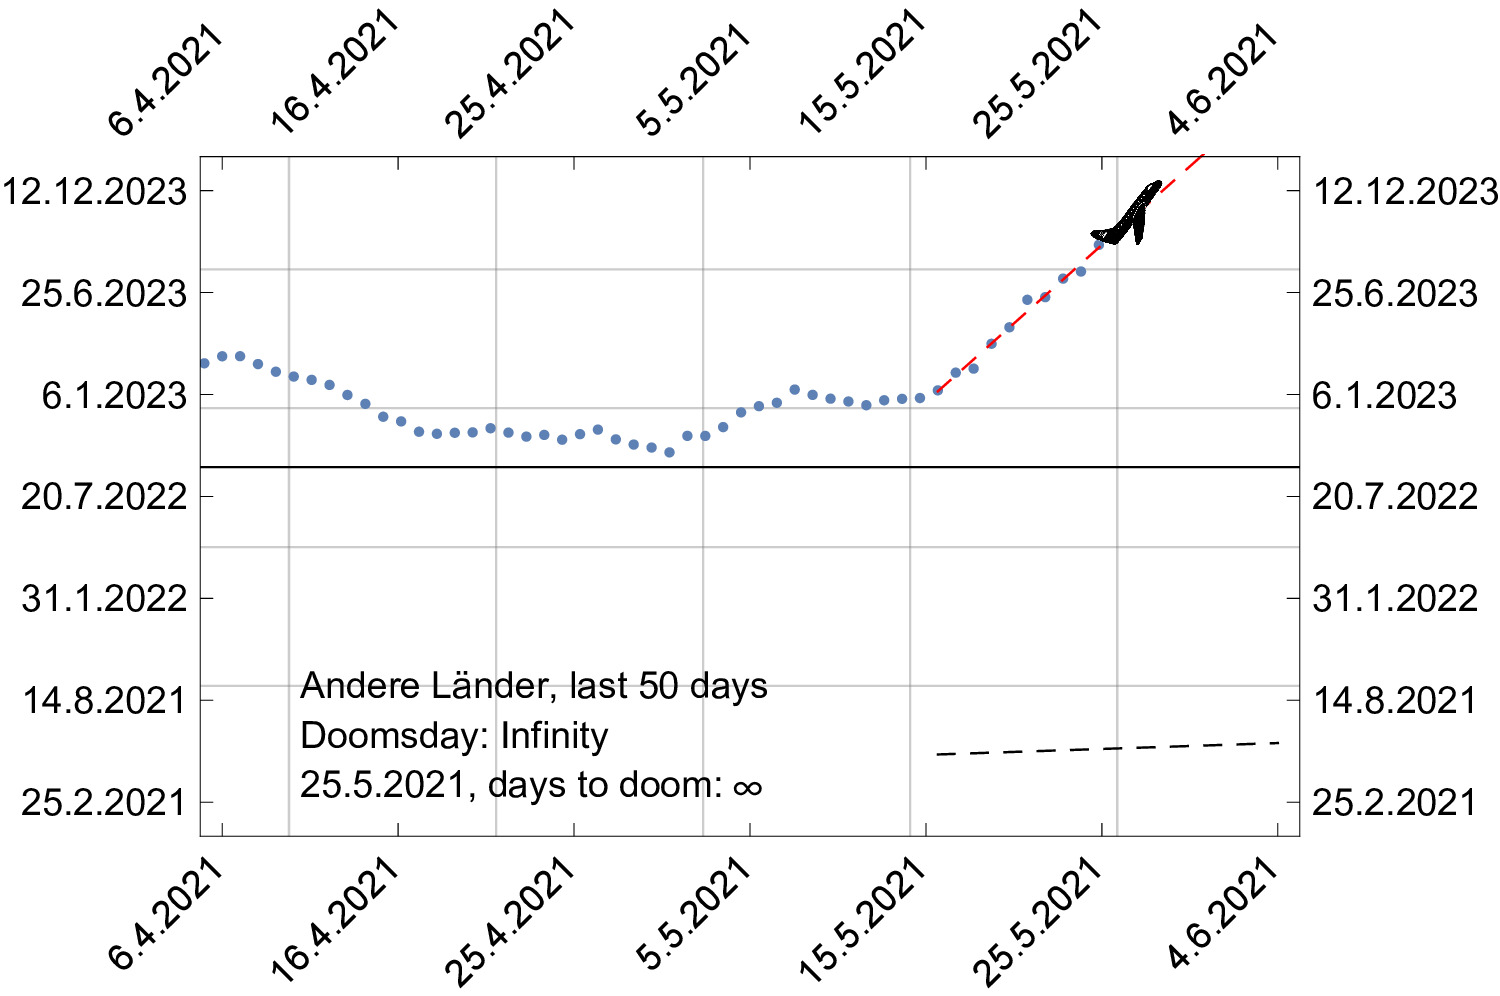 6.4.2021 16.4.2021 25.4.2021 5.5.2021 15.5.2021 25.5.2021 4.6.2021
12.12.2023 12.12.2023
25.6.2023 25.6.2023
6.1.2023 6.1.2023
20.7.2022 20.7.2022
31.1.2022 31.1.2022
Andere Länder, last 50 days
14.8.2021 14.8.2021
Doomsday: Infinity
25.5.2021, days to doom: ∞
25.2.2021 25.2.2021
6.4.2021 16.4.2021 25.4.2021 5.5.2021 15.5.2021 25.5.2021 4.6.2021